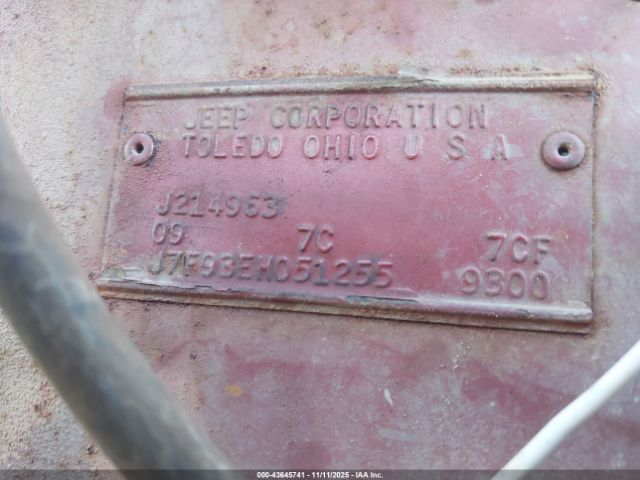 JEEP CORPORATION
TOLEDO OHIO U S A
J214963
09 7C 7CF
J7F93EH051255 9300
000-43645741 - 11/11/2025 - IAA Inc.